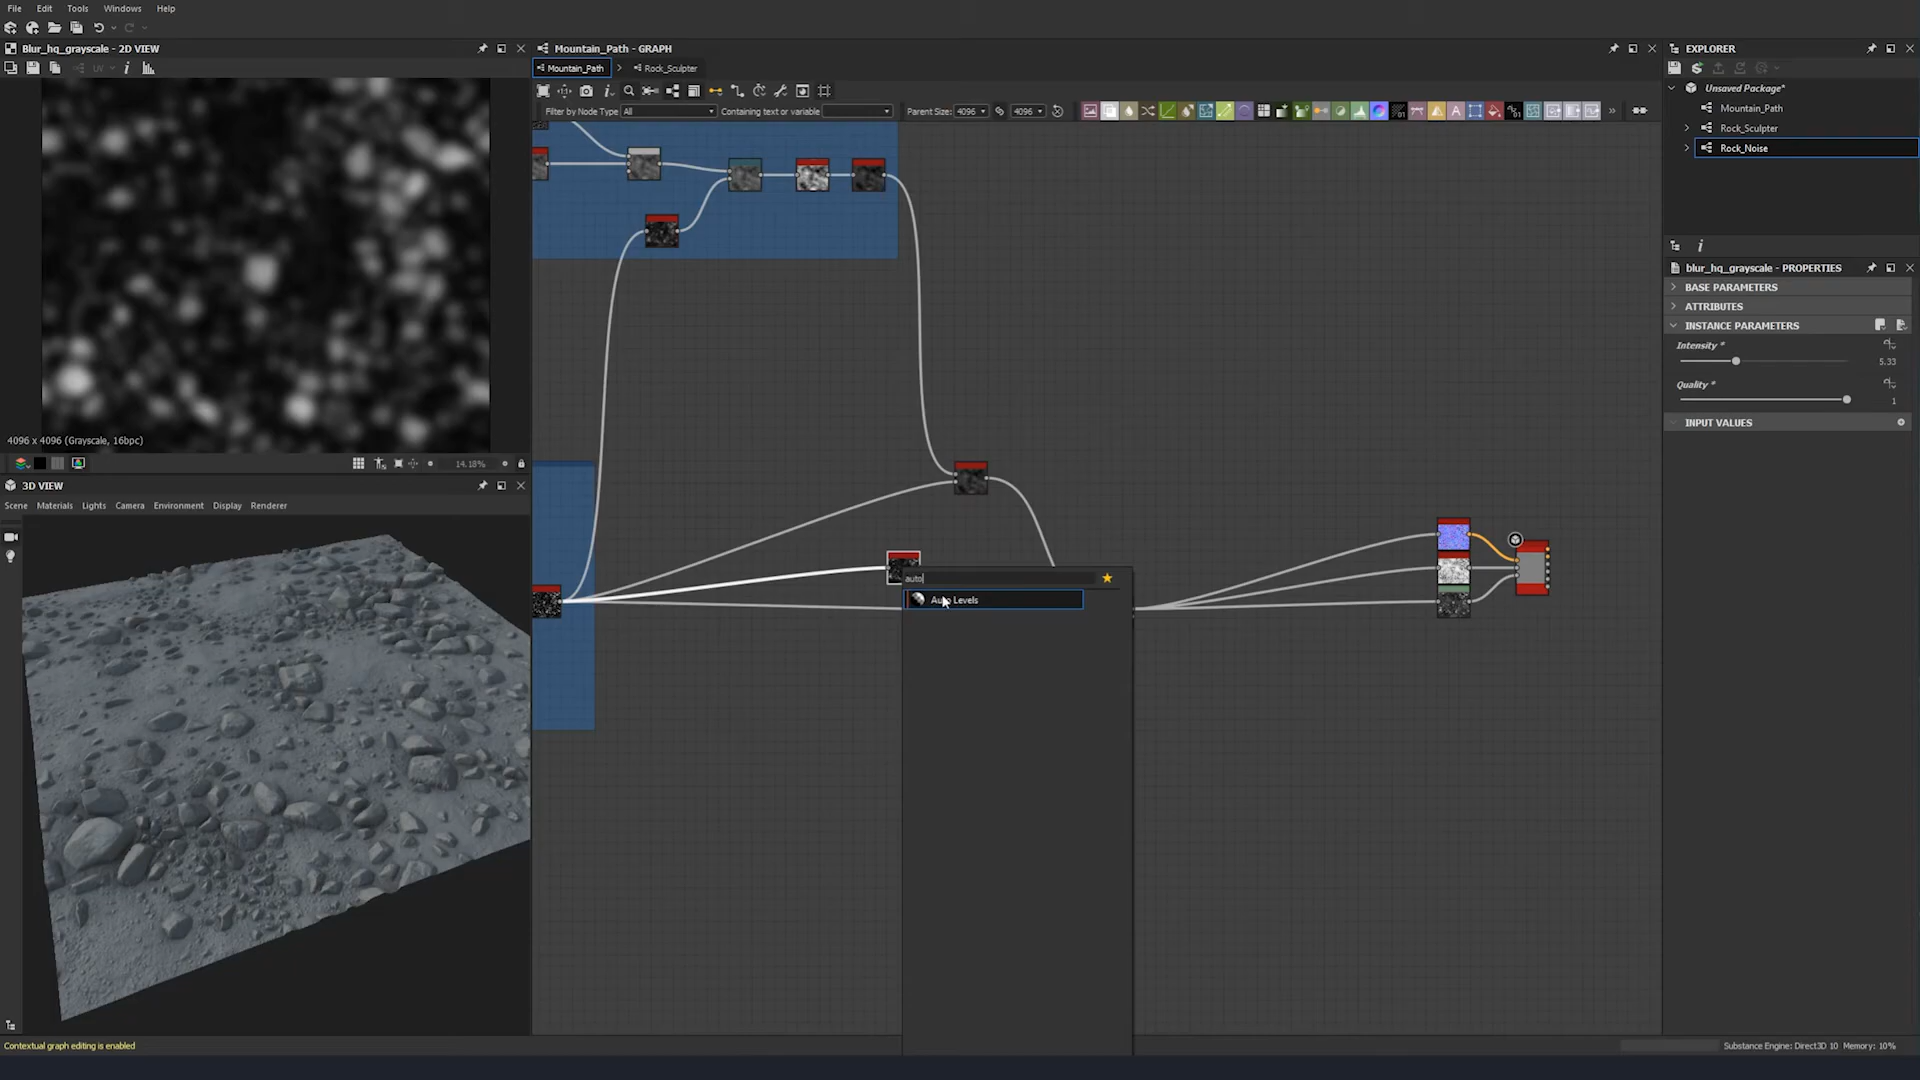 File Edit Tools Windows Help
Blur_hq_grayscale - 2D VIEW
UV
4096 x 4096 (Grayscale, 16bpc)
14.18%
3D VIEW
Scene Materials Lights Camera Environment Display Renderer
Contextual graph editing is enabled
Mountain_Path - GRAPH
Mountain_Path > Rock_Sculpter
Filter by Node Type All Containing text or variable Parent Size: 4096 4096
auto
Auto Levels
EXPLORER
Unsaved Package*
Mountain_Path
Rock_Sculpter
Rock_Noise
blur_hq_grayscale - PROPERTIES
BASE PARAMETERS
ATTRIBUTES
INSTANCE PARAMETERS
Intensity *
5.33
Quality *
1
INPUT VALUES
Substance Engine: Direct3D 10 Memory: 10%